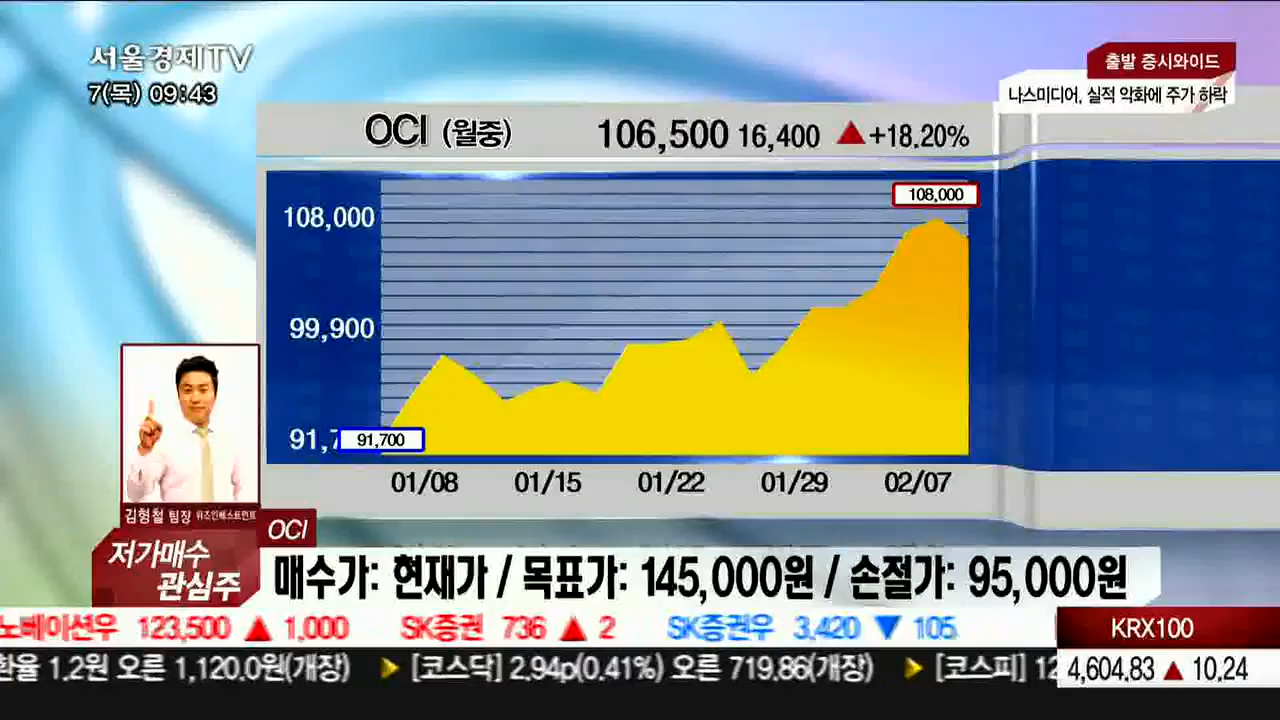 서울경제TV
7(목) 09:43
출발 증시와이드
나스미디어, 실적 악화에 주가 하락
OCI (월중) 106,500 16,400 ▲+18.20%
108,000
108,000
99,900
91,7
91,700
01/08 01/15 01/22 01/29 02/07
김형철 팀장 위즈인베스트먼트
OCI
저가매수
관심주
매수가: 현재가 / 목표가: 145,000원 / 손절가: 95,000원
노베이션우 123,500 ▲ 1,000 SK증권 736 ▲ 2 SK증권우 3,420 ▼ 105
KRX100
환율 1.2원 오른 1,120.0원(개장) ▶ [코스닥] 2.94p(0.41%) 오른 719.86(개장) ▶ [코스피] 12
4,604.83 ▲ 10.24